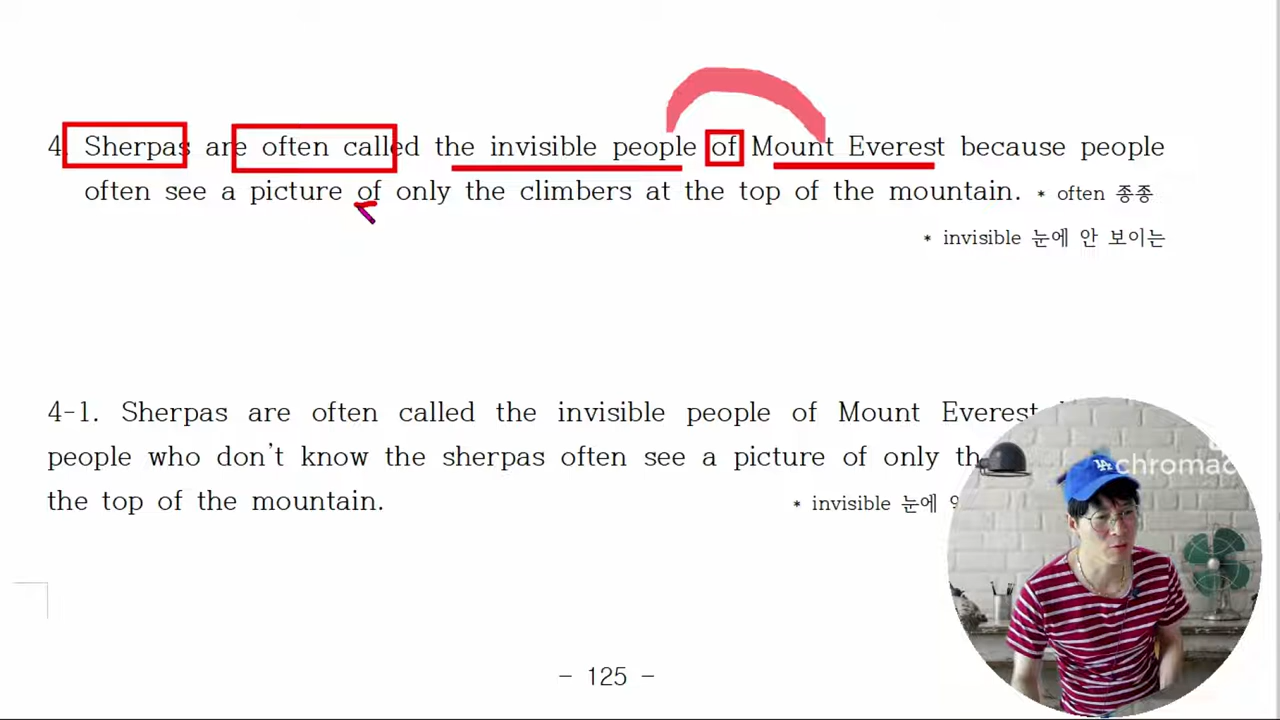 4. Sherpas are often called the invisible people of Mount Everest because people
often see a picture of only the climbers at the top of the mountain. * often 종종
* invisible 눈에 안 보이는
4-1. Sherpas are often called the invisible people of Mount Everest
people who don't know the sherpas often see a picture of only
the top of the mountain. * invisible 눈에
chromac
LA
- 125 -